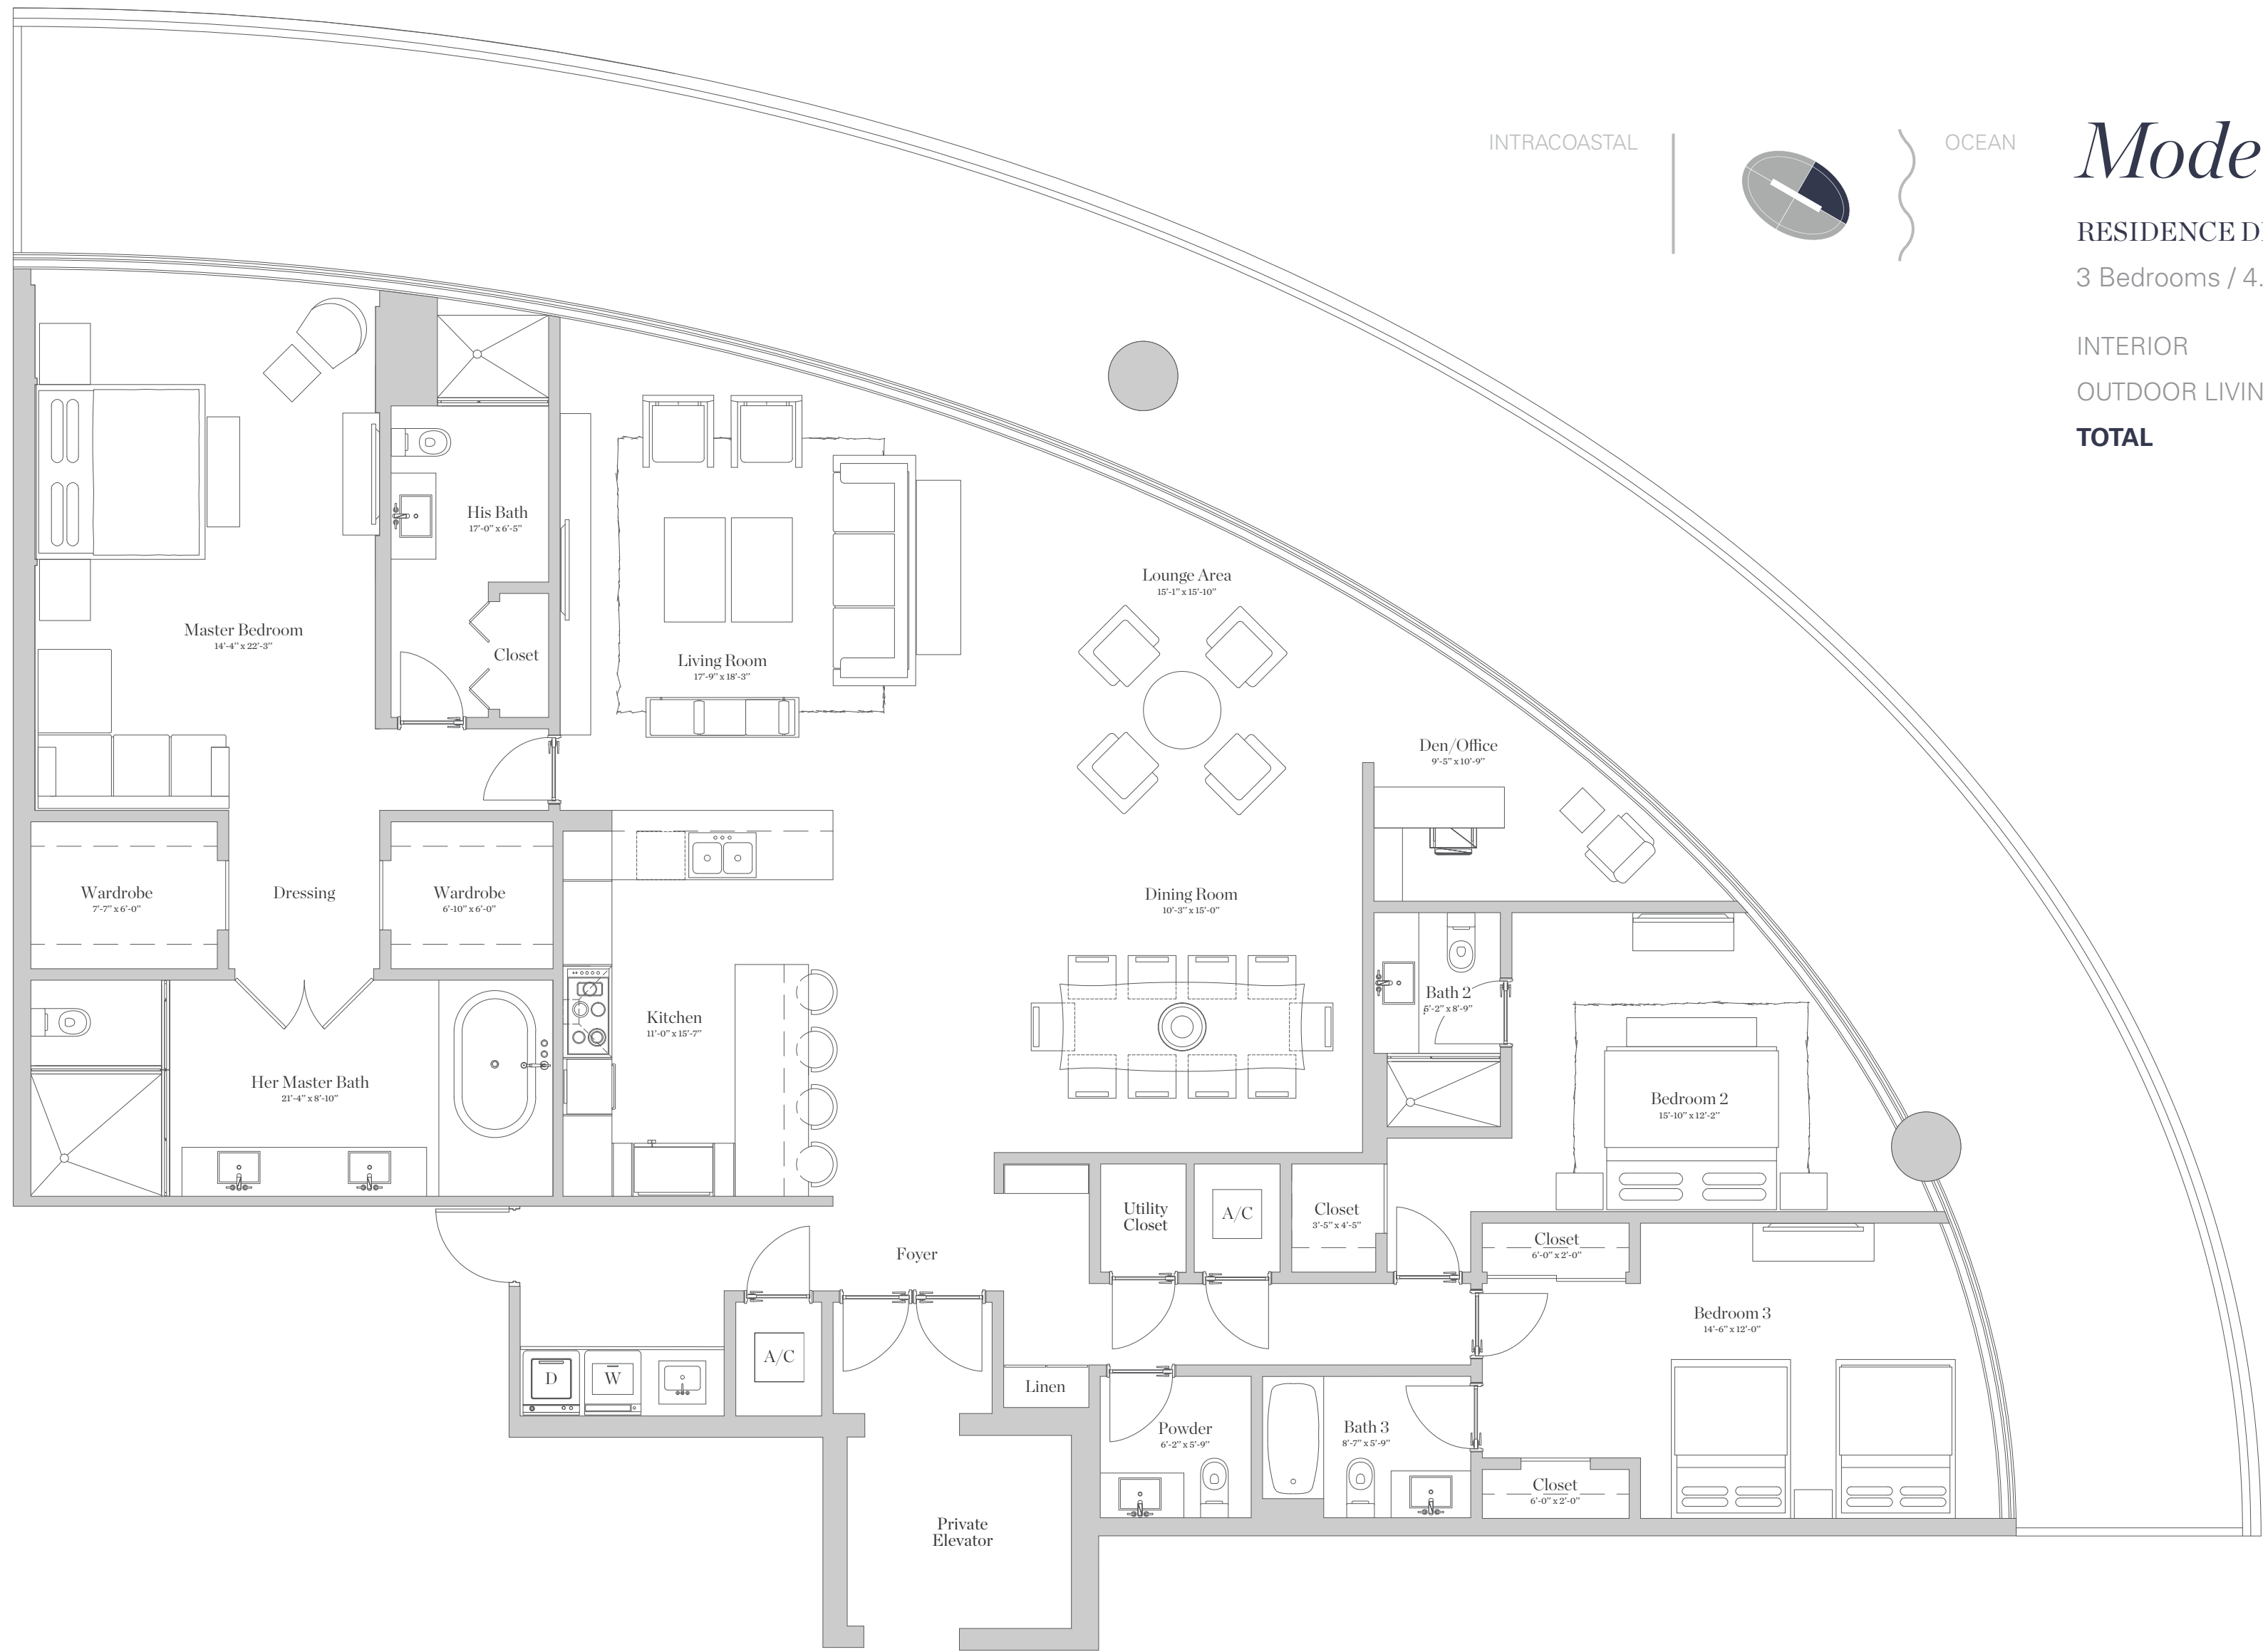 INTRACOASTAL
OCEAN
Mode
RESIDENCE D
3 Bedrooms / 4.
INTERIOR
OUTDOOR LIVIN
TOTAL
His Bath
17'-0" x 6'-5"
Lounge Area
15'-1" x 15'-10"
Master Bedroom
14'-4" x 22'-3"
Closet
Living Room
17'-9" x 18'-3"
Den/Office
9'-5" x 10'-9"
Wardrobe
7'-7" x 6'-0"
Dressing
Wardrobe
6'-10" x 6'-0"
Dining Room
10'-3" x 15'-0"
Bath 2
5'-2" x 8'-9"
Kitchen
11'-0" x 15'-7"
Her Master Bath
21'-4" x 8'-10"
Bedroom 2
15'-10" x 12'-2"
Utility
Closet
A/C
Closet
3'-5" x 4'-5"
Foyer
Closet
6'-0" x 2'-0"
Bedroom 3
14'-6" x 12'-0"
D
W
A/C
Linen
Powder
6'-2" x 5'-9"
Bath 3
8'-7" x 5'-9"
Closet
6'-0" x 2'-0"
Private
Elevator